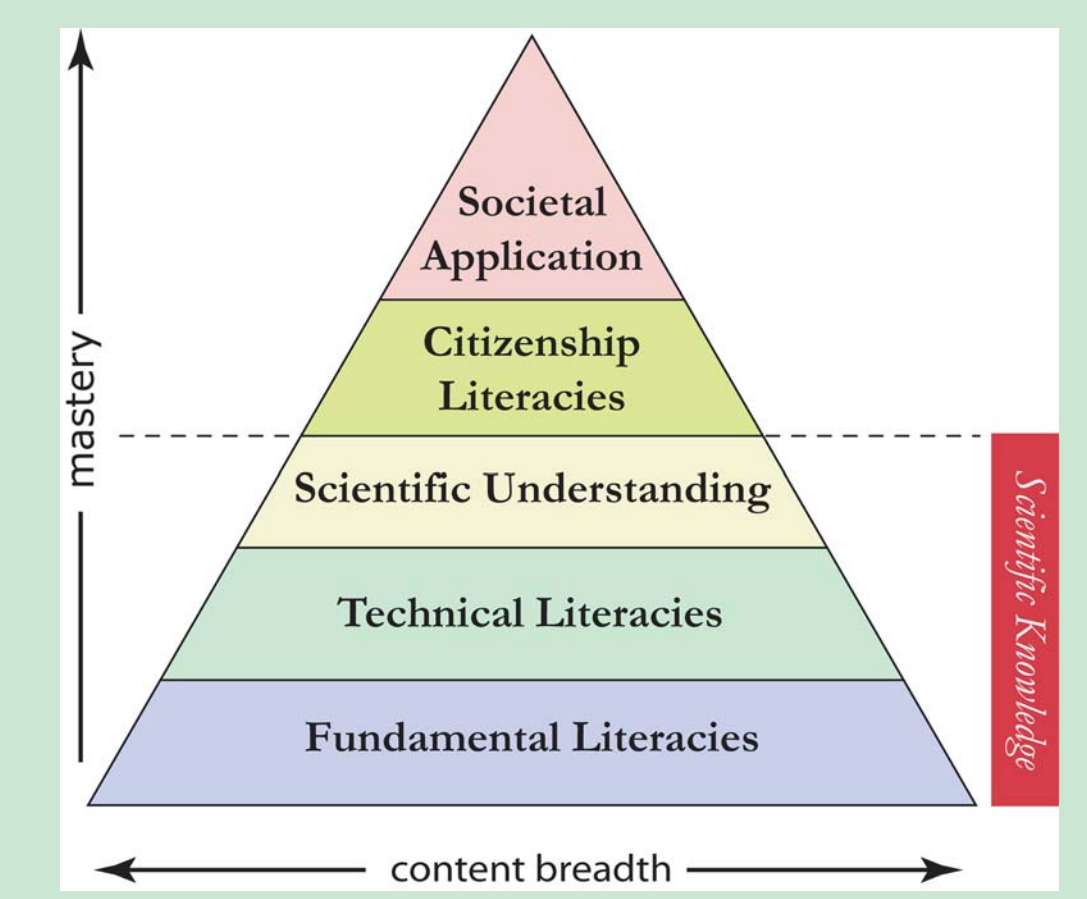 Societal
Application
Citizenship
Literacies
mastery
Scientific Understanding
Scientific Knowledge
Technical Literacies
Fundamental Literacies
content breadth